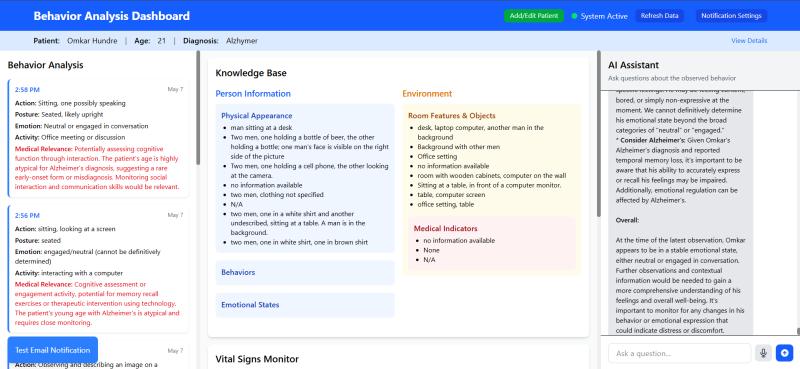 Behavior Analysis Dashboard
Add/Edit Patient
System Active
Refresh Data
Notification Settings
Patient: Omkar Hundre | Age: 21 | Diagnosis: Alzhymer
View Details
Behavior Analysis
2:58 PM
May 7
Action: Sitting, one possibly speaking
Posture: Seated, likely upright
Emotion: Neutral or engaged in conversation
Activity: Office meeting or discussion
Medical Relevance: Potentially assessing cognitive
function through interaction. The patient's age is highly
atypical for Alzheimer's diagnosis, suggesting a rare
early-onset form or misdiagnosis. Monitoring social
interaction and communication skills would be relevant.
2:56 PM
May 7
Action: sitting, looking at a screen
Posture: seated
Emotion: engaged/neutral (cannot be definitively
determined)
Activity: interacting with a computer
Medical Relevance: Cognitive assessment or
engagement activity, potential for memory recall
exercises or therapeutic intervention using technology.
The patient's young age with Alzheimer's is atypical and
requires close monitoring.
Test Email Notification
May 7
Action: Observing and describing an image on a
Knowledge Base
Person Information
Physical Appearance
• man sitting at a desk
• Two men, one holding a bottle of beer, the other
holding a bottle; one man's face is visible on the right
side of the picture
• Two men, one holding a cell phone, the other looking
at the camera.
• no information available
• two men, clothing not specified
• N/A
• two men, one in a white shirt and another
undescribed, sitting at a table. A man is in the
background.
• two men, one in white shirt, one in brown shirt
Behaviors
Emotional States
Environment
Room Features & Objects
• desk, laptop computer, another man in the
background
• Background with other men
• Office setting
• no information available
• room with wooden cabinets, computer on the wall
• Sitting at a table, in front of a computer monitor.
• table, computer screen
• office setting, table
Medical Indicators
• no information available
• None
• N/A
Vital Signs Monitor
AI Assistant
Ask questions about the observed behavior
bored, or simply non-expressive at the
moment. We cannot definitively determine
his emotional state beyond the broad
categories of "neutral" or "engaged."
* Consider Alzheimer's: Given Omkar's
Alzheimer's diagnosis and reported
temporal memory loss, it's important to be
aware that his ability to accurately express
or recall his feelings may be impaired.
Additionally, emotional regulation can be
affected by Alzheimer's.
Overall:
At the time of the latest observation, Omkar
appears to be in a stable emotional state,
either neutral or engaged in conversation.
Further observations and contextual
information would be needed to gain a
more comprehensive understanding of his
feelings and overall well-being. It's
important to monitor for any changes in his
behavior or emotional expression that
could indicate distress or discomfort.
Ask a question...